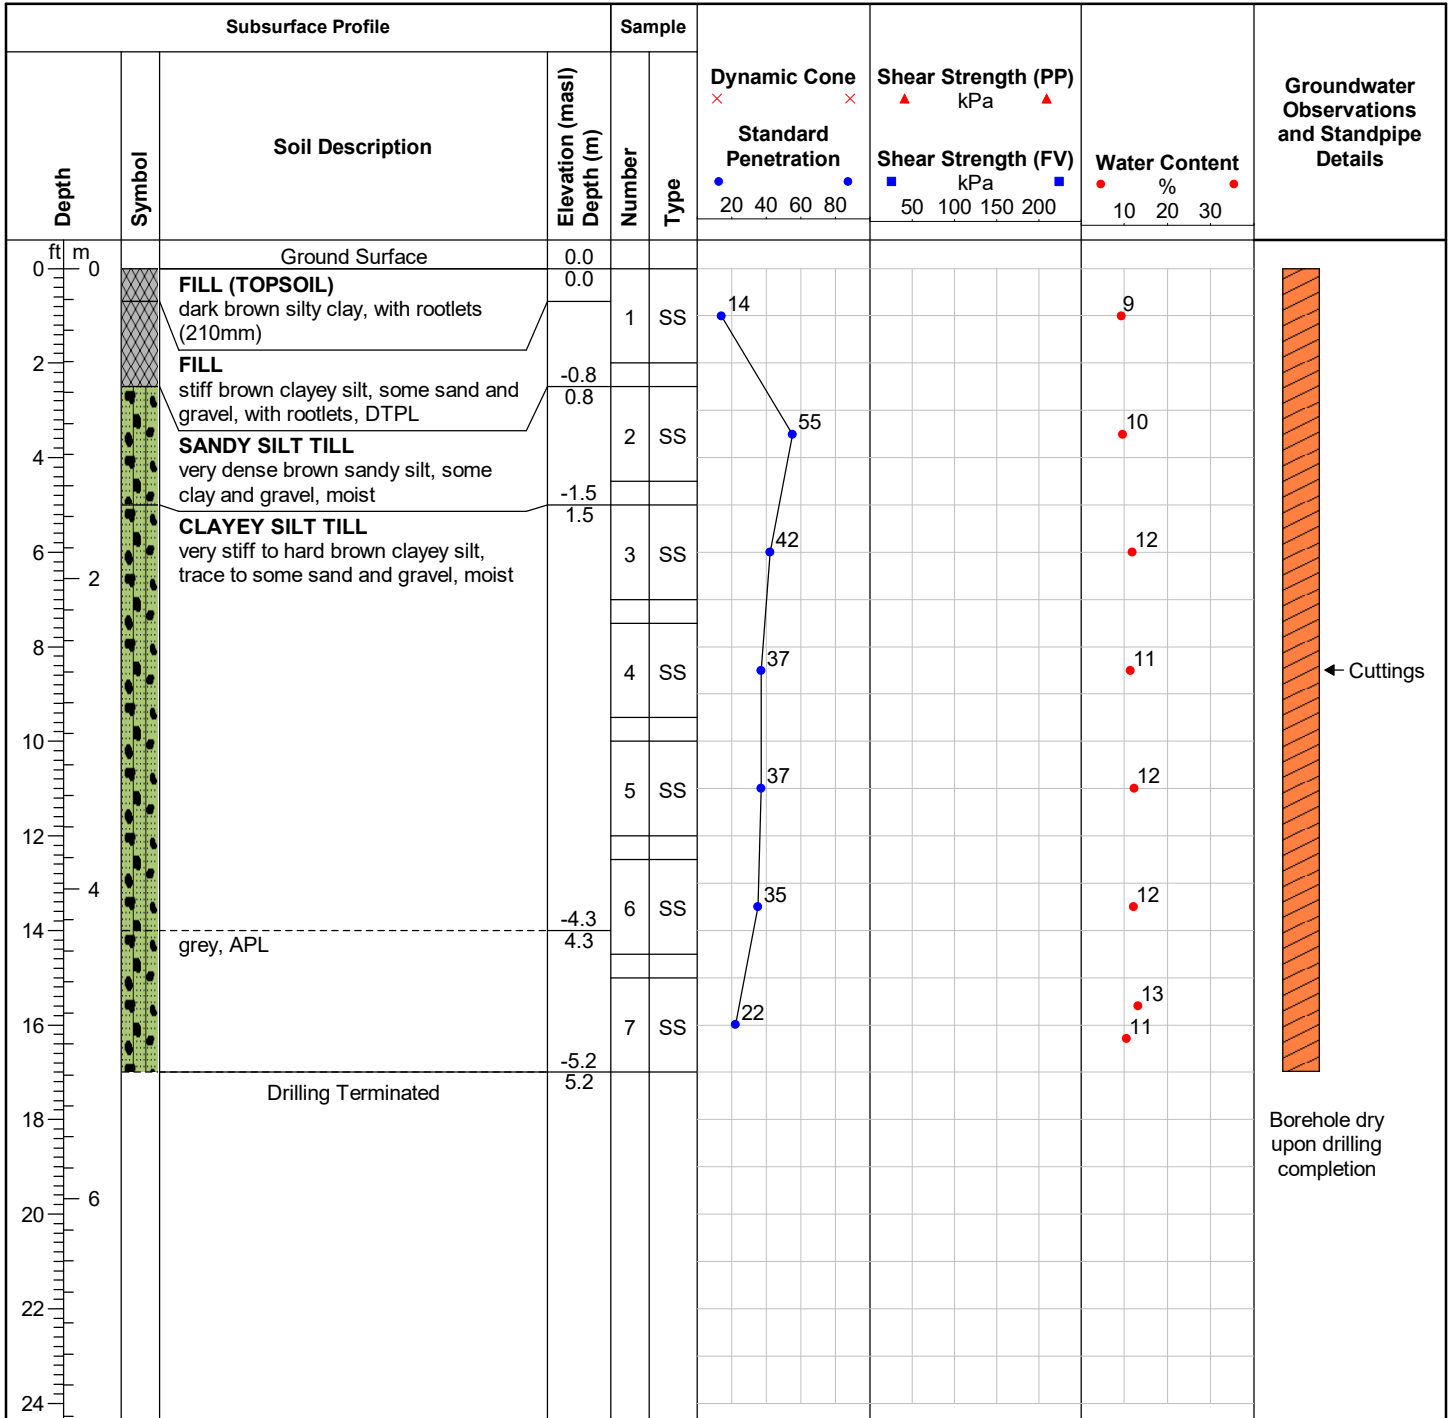 Subsurface Profile
Sample
Depth
Symbol
Soil Description
Elevation (masl)
Depth (m)
Number
Type
Dynamic Cone
Standard
Penetration
20 40 60 80
Shear Strength (PP)
kPa
Shear Strength (FV)
kPa
50 100 150 200
Water Content
%
10 20 30
Groundwater
Observations
and Standpipe
Details
ft m
Ground Surface
0.0
0 0
0.0
FILL (TOPSOIL)
dark brown silty clay, with rootlets
(210mm)
1 SS
14
9
2
FILL
stiff brown clayey silt, some sand and
gravel, with rootlets, DTPL
-0.8
0.8
2 SS
55
10
4
SANDY SILT TILL
very dense brown sandy silt, some
clay and gravel, moist
-1.5
1.5
CLAYEY SILT TILL
very stiff to hard brown clayey silt,
trace to some sand and gravel, moist
6
2
3 SS
42
12
8
4 SS
37
11
Cuttings
10
5 SS
37
12
12
4
6 SS
35
12
14
-4.3
4.3
grey, APL
16
7 SS
22
13
11
-5.2
5.2
Drilling Terminated
18
Borehole dry
upon drilling
completion
6
20
22
24